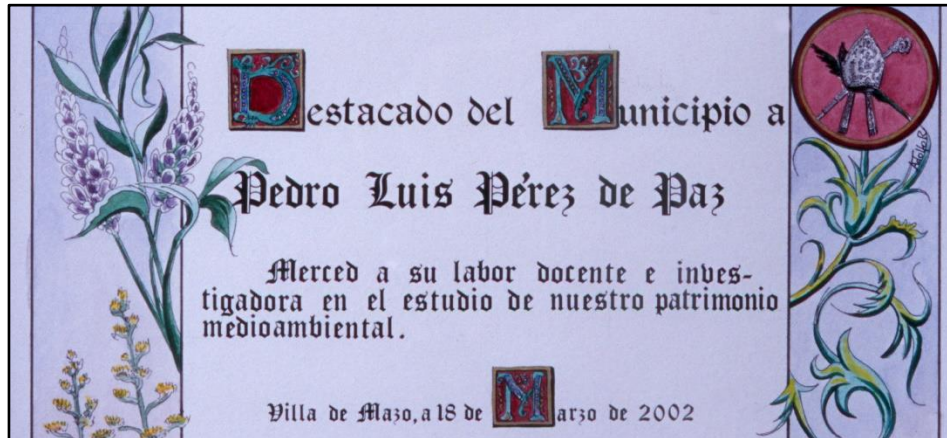 Destacado del Municipio a
Pedro Luis Pérez de Paz
Merced a su labor docente e inves-
tigadora en el estudio de nuestro patrimonio
medioambiental.
Villa de Mazo, a 18 de Marzo de 2002